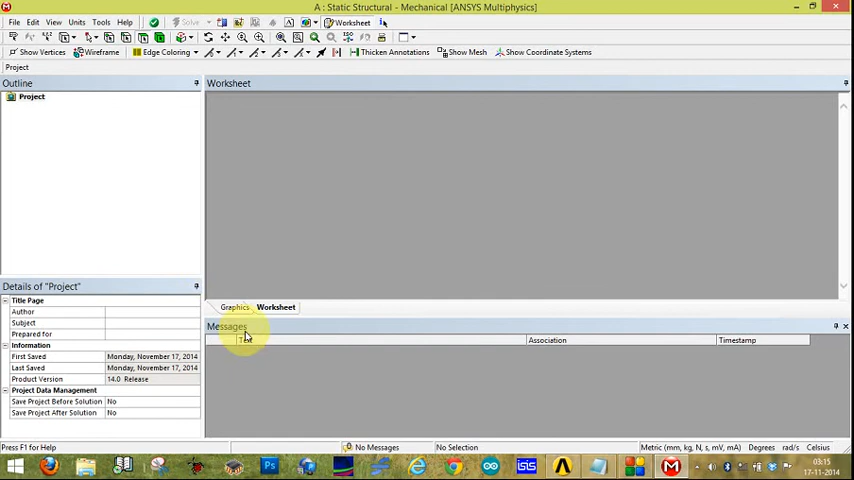 A : Static Structural - Mechanical [ANSYS Multiphysics]
File Edit View Units Tools Help Solve Worksheet
Show Vertices Wireframe Edge Coloring Thicken Annotations Show Mesh Show Coordinate Systems
Project
Outline
Worksheet
Project
Details of "Project"
Title Page
Author
Subject
Prepared for
Information
First Saved Monday, November 17, 2014
Last Saved Monday, November 17, 2014
Product Version 14.0 Release
Project Data Management
Save Project Before Solution No
Save Project After Solution No
Graphics Worksheet
Messages
Text Association Timestamp
Press F1 for Help No Messages No Selection Metric (mm, kg, N, s, mV, mA) Degrees rad/s Celsius
03:15
17-11-2014